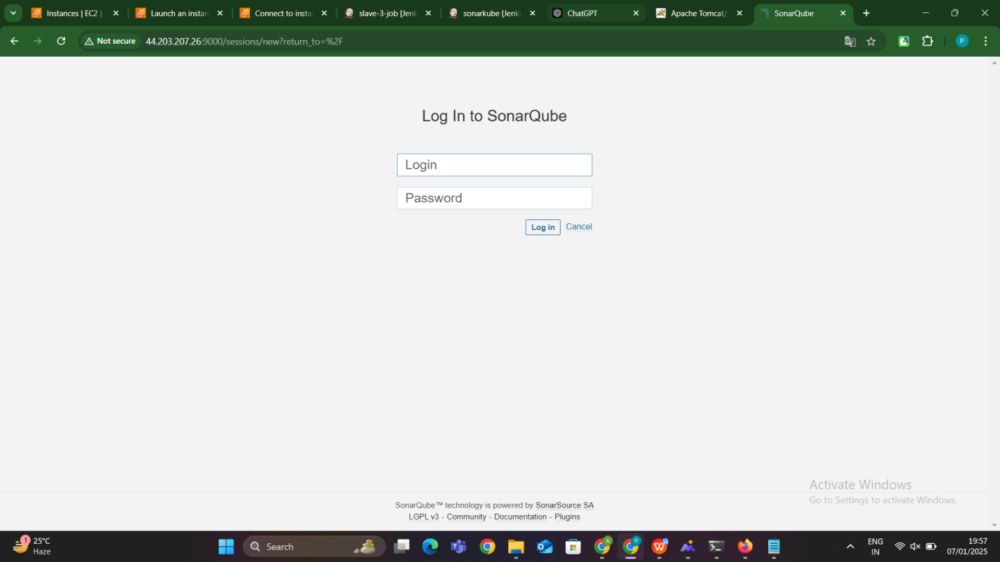 Instances | EC2 |
Launch an instan
Connect to insta
slave-3-job [Jenk
sonarkube [Jenki
ChatGPT
Apache Tomcat/
SonarQube
Not secure
44.203.207.26:9000/sessions/new?return_to=%2F
P
Log In to SonarQube
Login
Password
Log in Cancel
Activate Windows
Go to Settings to activate Windows.
SonarQube™ technology is powered by SonarSource SA
LGPL v3 - Community - Documentation - Plugins
1
25°C
Haze
Search
A
P
ENG
IN
19:57
07/01/2025